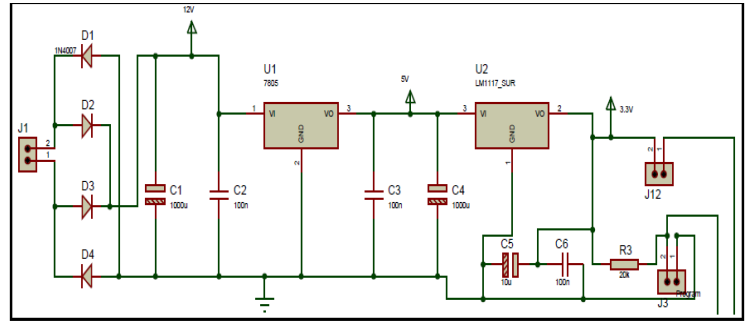 12V
D1
1N4007
D2
J1
2
1
D3
D4
C1
1000u
C2
100n
U1
7805
1
VI
VO
3
GND
2
5V
C3
100n
C4
1000u
U2
LM1117_SUR
3
VI
VO
2
GND
1
3.3V
2
1
J12
C5
10u
C6
100n
R3
20k
2
1
J3
Program